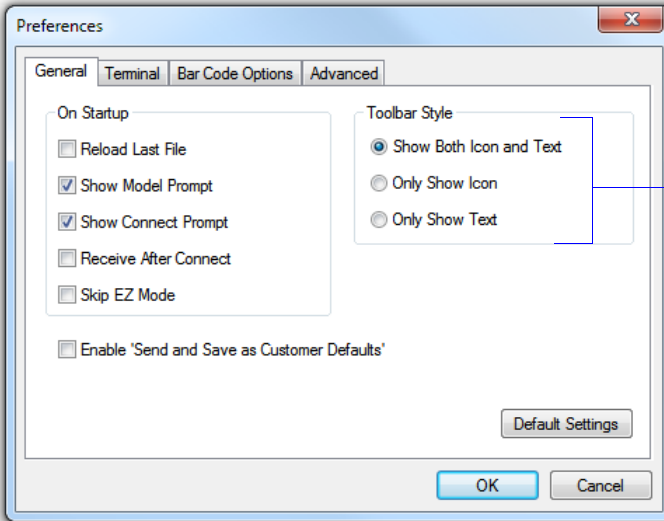 Preferences
General Terminal Bar Code Options Advanced
On Startup
Reload Last File
Show Model Prompt
Show Connect Prompt
Receive After Connect
Skip EZ Mode
Toolbar Style
Show Both Icon and Text
Only Show Icon
Only Show Text
Enable 'Send and Save as Customer Defaults'
Default Settings
OK Cancel